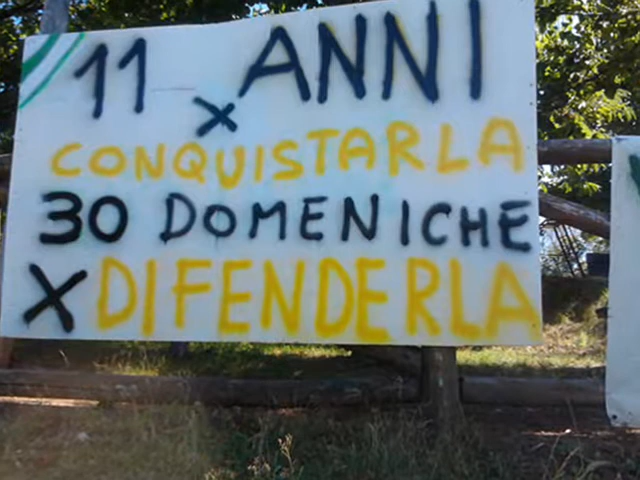 11 ANNI
x
CONQUISTARLA
30 DOMENICHE
X DIFENDERLA